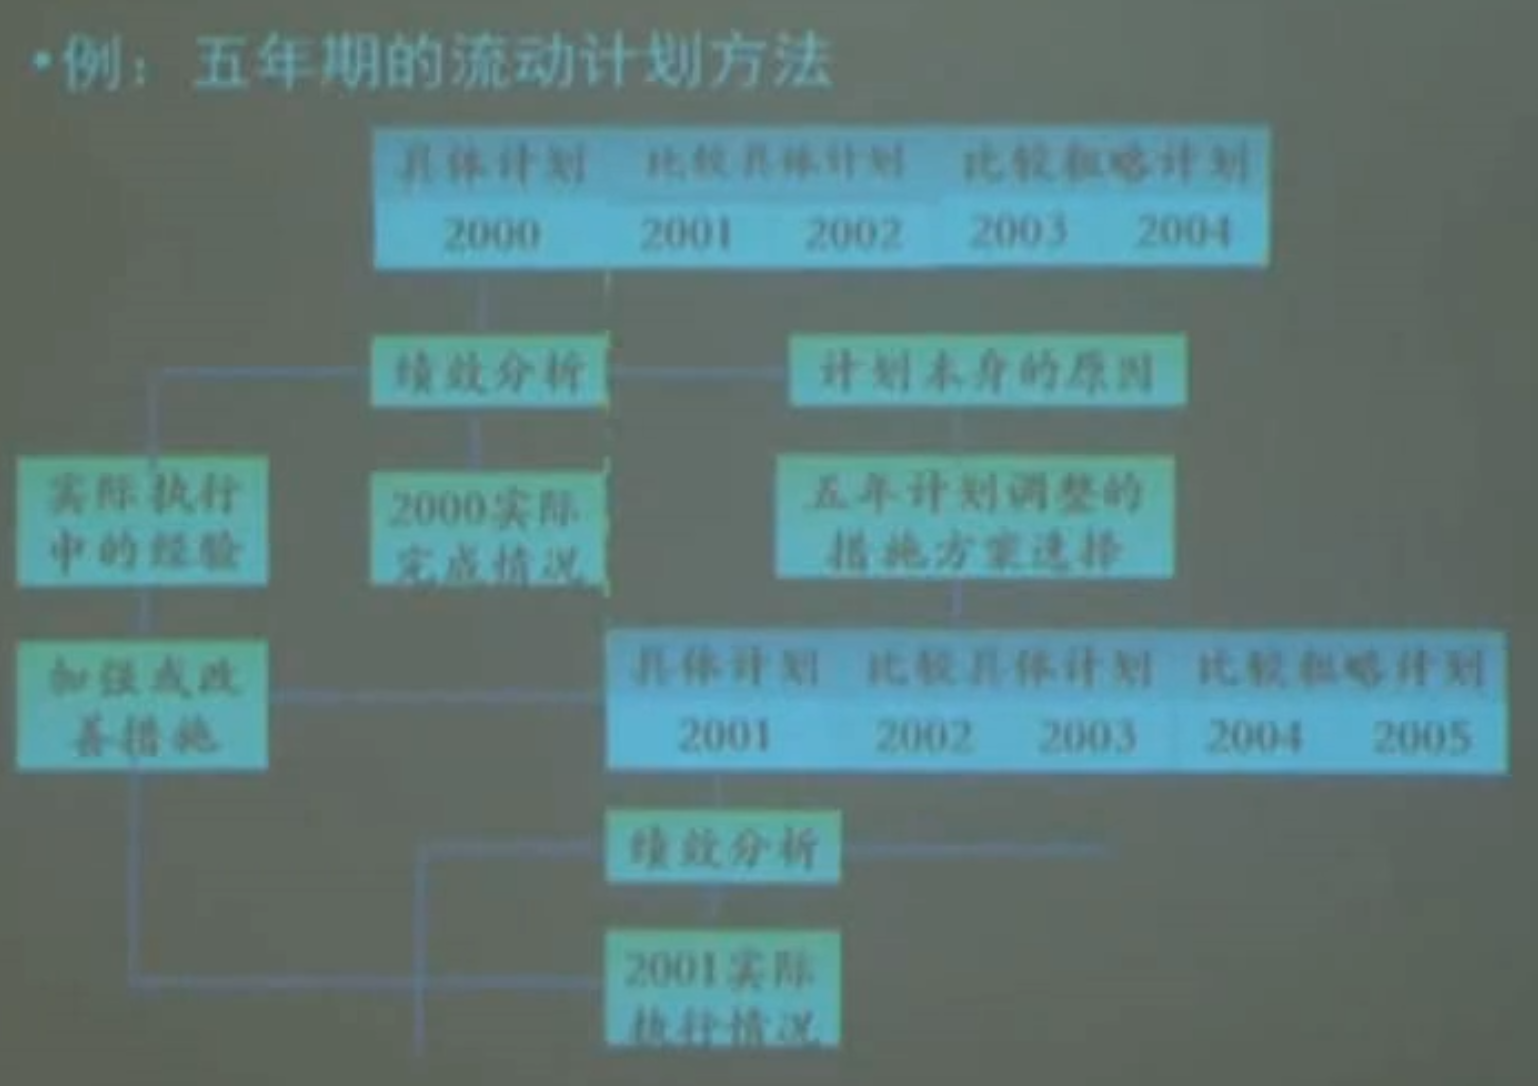 •例：五年期的流动计划方法
具体计划 比较具体计划 比较粗略计划
2000 2001 2002 2003 2004
绩效分析 计划本身的原因
实际执行
中的经验
2000实际
完成情况
五年计划调整的
措施方案选择
加强或改
善措施
具体计划 比较具体计划 比较粗略计划
2001 2002 2003 2004 2005
绩效分析
2001实际
执行情况